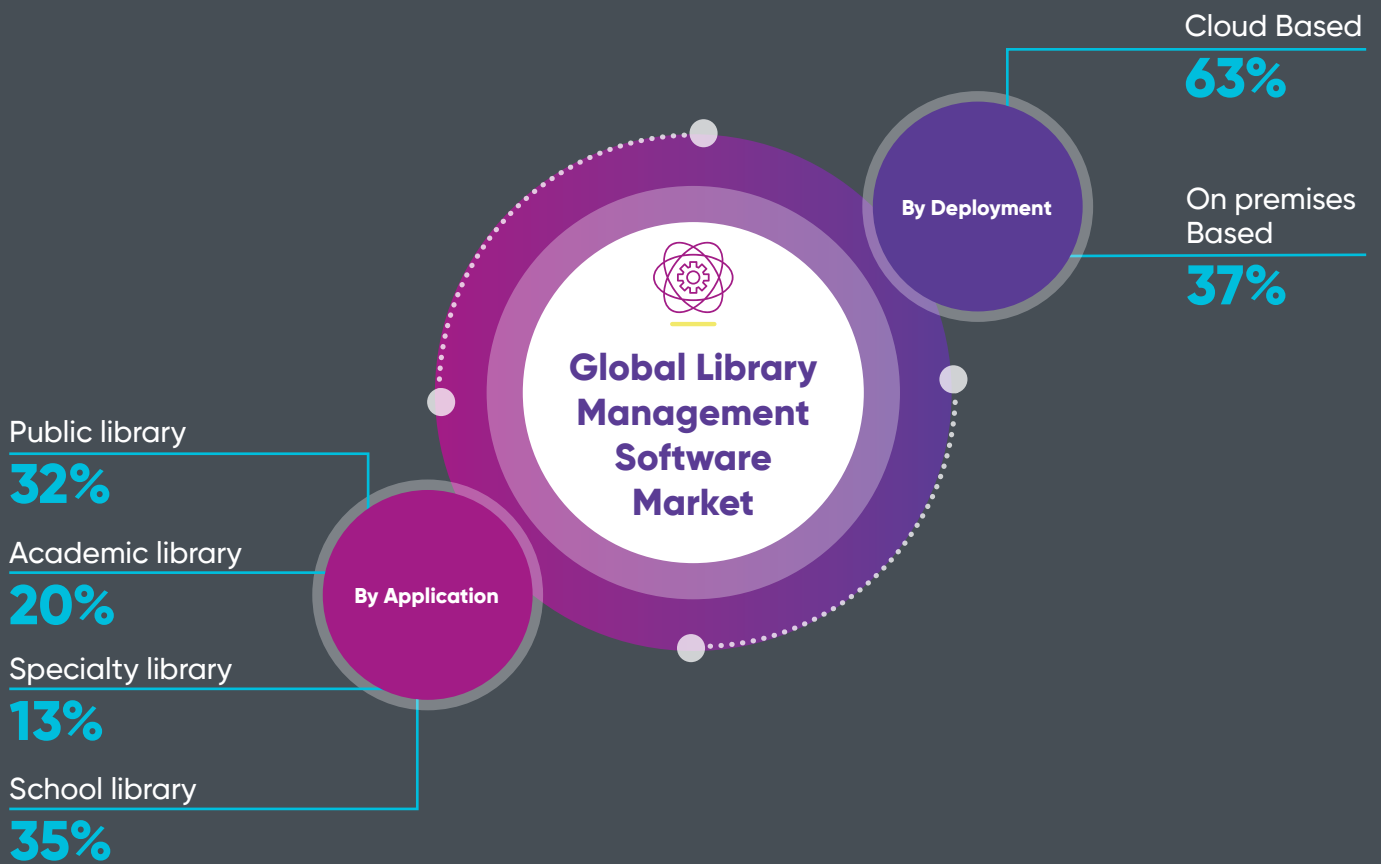 Cloud Based
63%
By Deployment
On premises
Based
37%
Global Library
Management
Software
Market
Public library
32%
Academic library
20%
By Application
Specialty library
13%
School library
35%